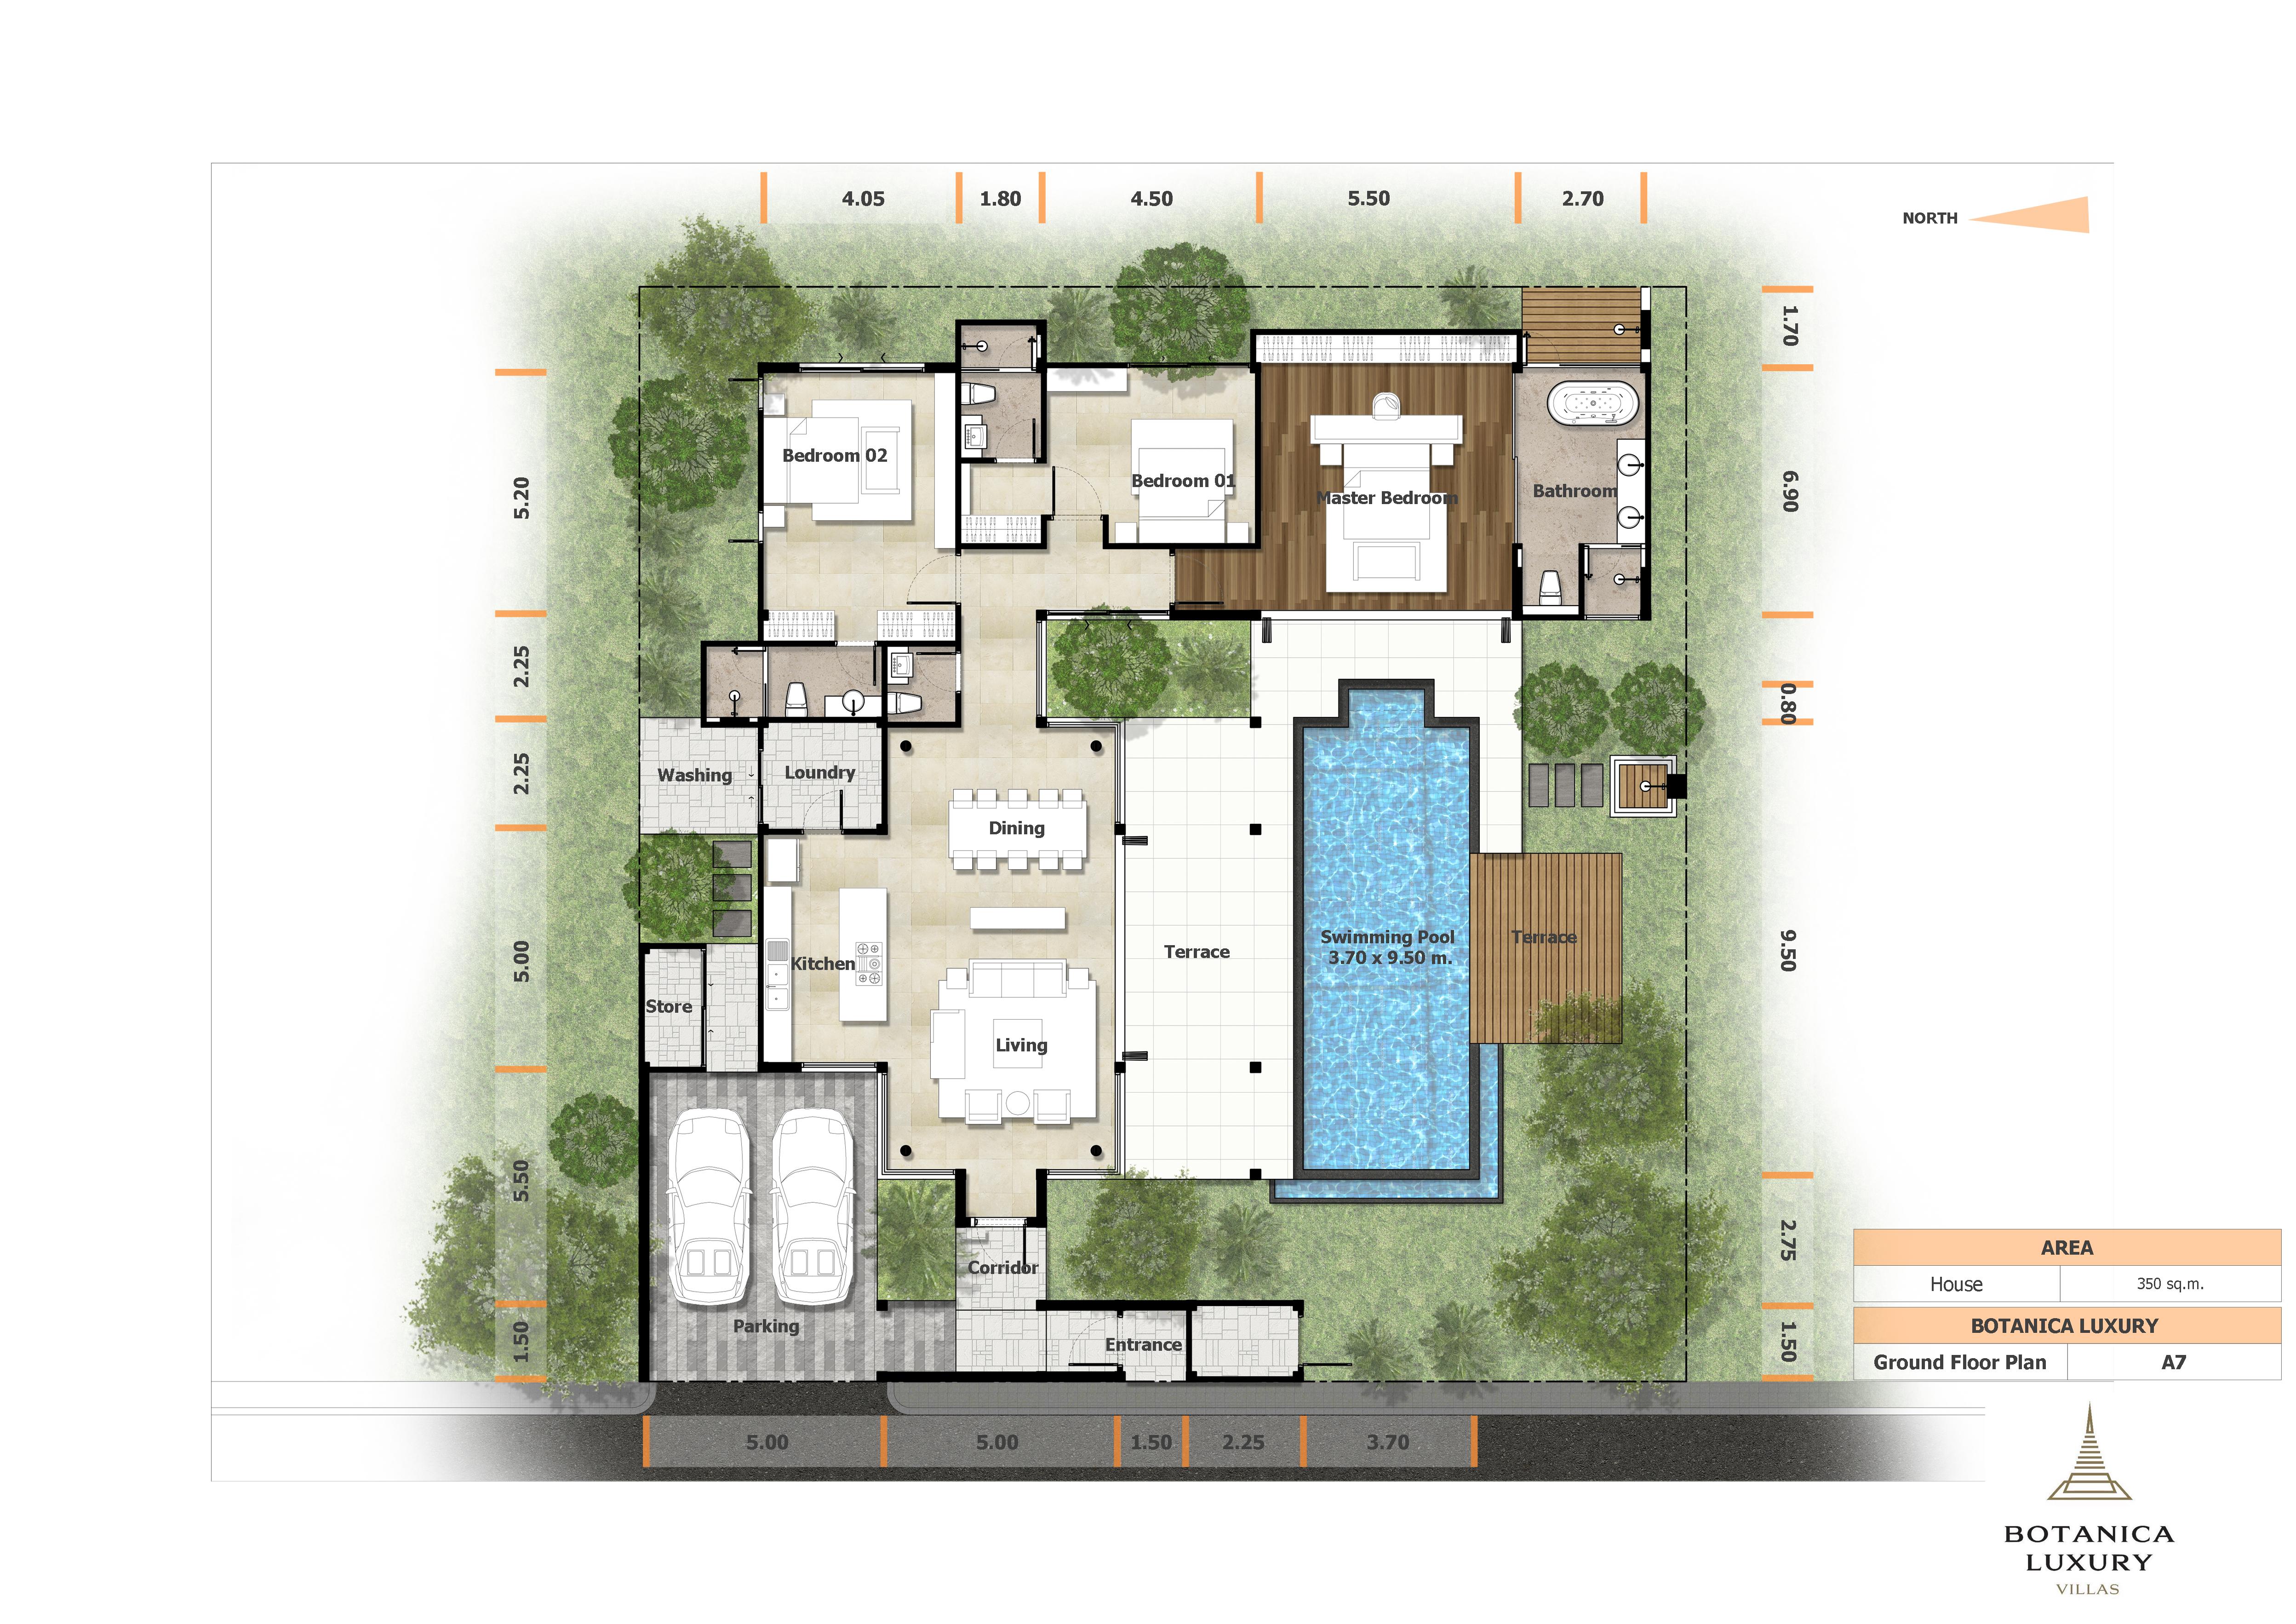 4.05
1.80
4.50
5.50
2.70
NORTH
1.70
5.20
Bedroom 02
Bedroom 01
Master Bedroom
Bathroom
6.90
2.25
0.80
2.25
Washing
Loundry
Dining
5.00
Kitchen
Terrace
Swimming Pool
3.70 x 9.50 m.
Terrace
9.50
Store
Living
5.50
Corridor
2.75
1.50
Parking
Entrance
1.50
AREA
House 350 sq.m.
BOTANICA LUXURY
Ground Floor Plan A7
5.00
5.00
1.50
2.25
3.70
BOTANICA
LUXURY
VILLAS